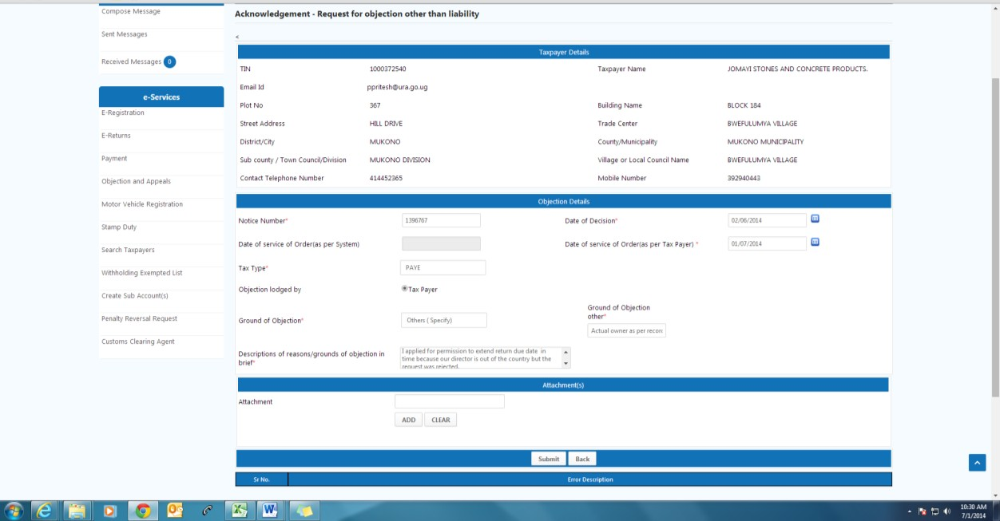 Compose Message
Sent Messages
Received Messages 0
e-Services
E-Registration
E-Returns
Payment
Objection and Appeals
Motor Vehicle Registration
Stamp Duty
Search Taxpayers
Withholding Exempted List
Create Sub Account(s)
Penalty Reversal Request
Customs Clearing Agent
Acknowledgement - Request for objection other than liability
<
Taxpayer Details
TIN 1000372540 Taxpayer Name JOMAYI STONES AND CONCRETE PRODUCTS.
Email Id ppritesh@ura.go.ug
Plot No 367 Building Name BLOCK 184
Street Address HILL DRIVE Trade Center BWEFULUMYA VILLAGE
District/City MUKONO County/Municipality MUKONO MUNICIPALITY
Sub county / Town Council/Division MUKONO DIVISION Village or Local Council Name BWEFULUMYA VILLAGE
Contact Telephone Number 414452365 Mobile Number 392940443
Objection Details
Notice Number* 1396767 Date of Decision* 02/06/2014
Date of service of Order(as per System) Date of service of Order(as per Tax Payer) * 01/07/2014
Tax Type* PAYE
Objection lodged by Tax Payer
Ground of Objection* Others ( Specify) Ground of Objection
other*
Actual owner as per recon
Descriptions of reasons/grounds of objection in
brief*
I applied for permission to extend return due date in
time because our director is out of the country but the
request was rejected.
Attachment(s)
Attachment
ADD CLEAR
Submit Back
Sr No. Error Description
10:30 AM
7/1/2014